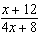 x + 12
4x + 8